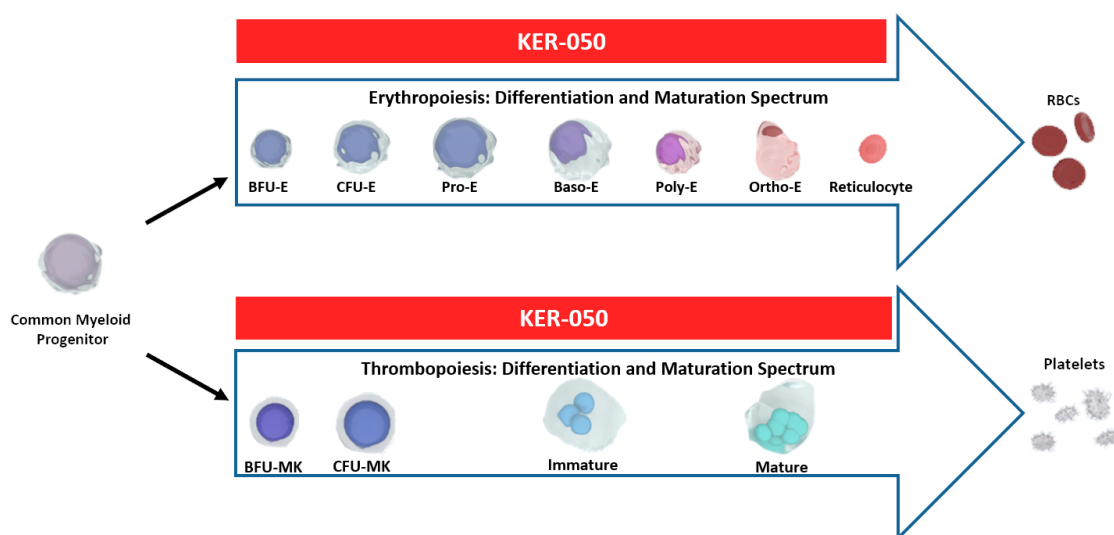 KER-050
Erythropoiesis: Differentiation and Maturation Spectrum
BFU-E
CFU-E
Pro-E
Baso-E
Poly-E
Ortho-E
Reticulocyte
RBCs
Common Myeloid
Progenitor
KER-050
Thrombopoiesis: Differentiation and Maturation Spectrum
BFU-MK
CFU-MK
Immature
Mature
Platelets